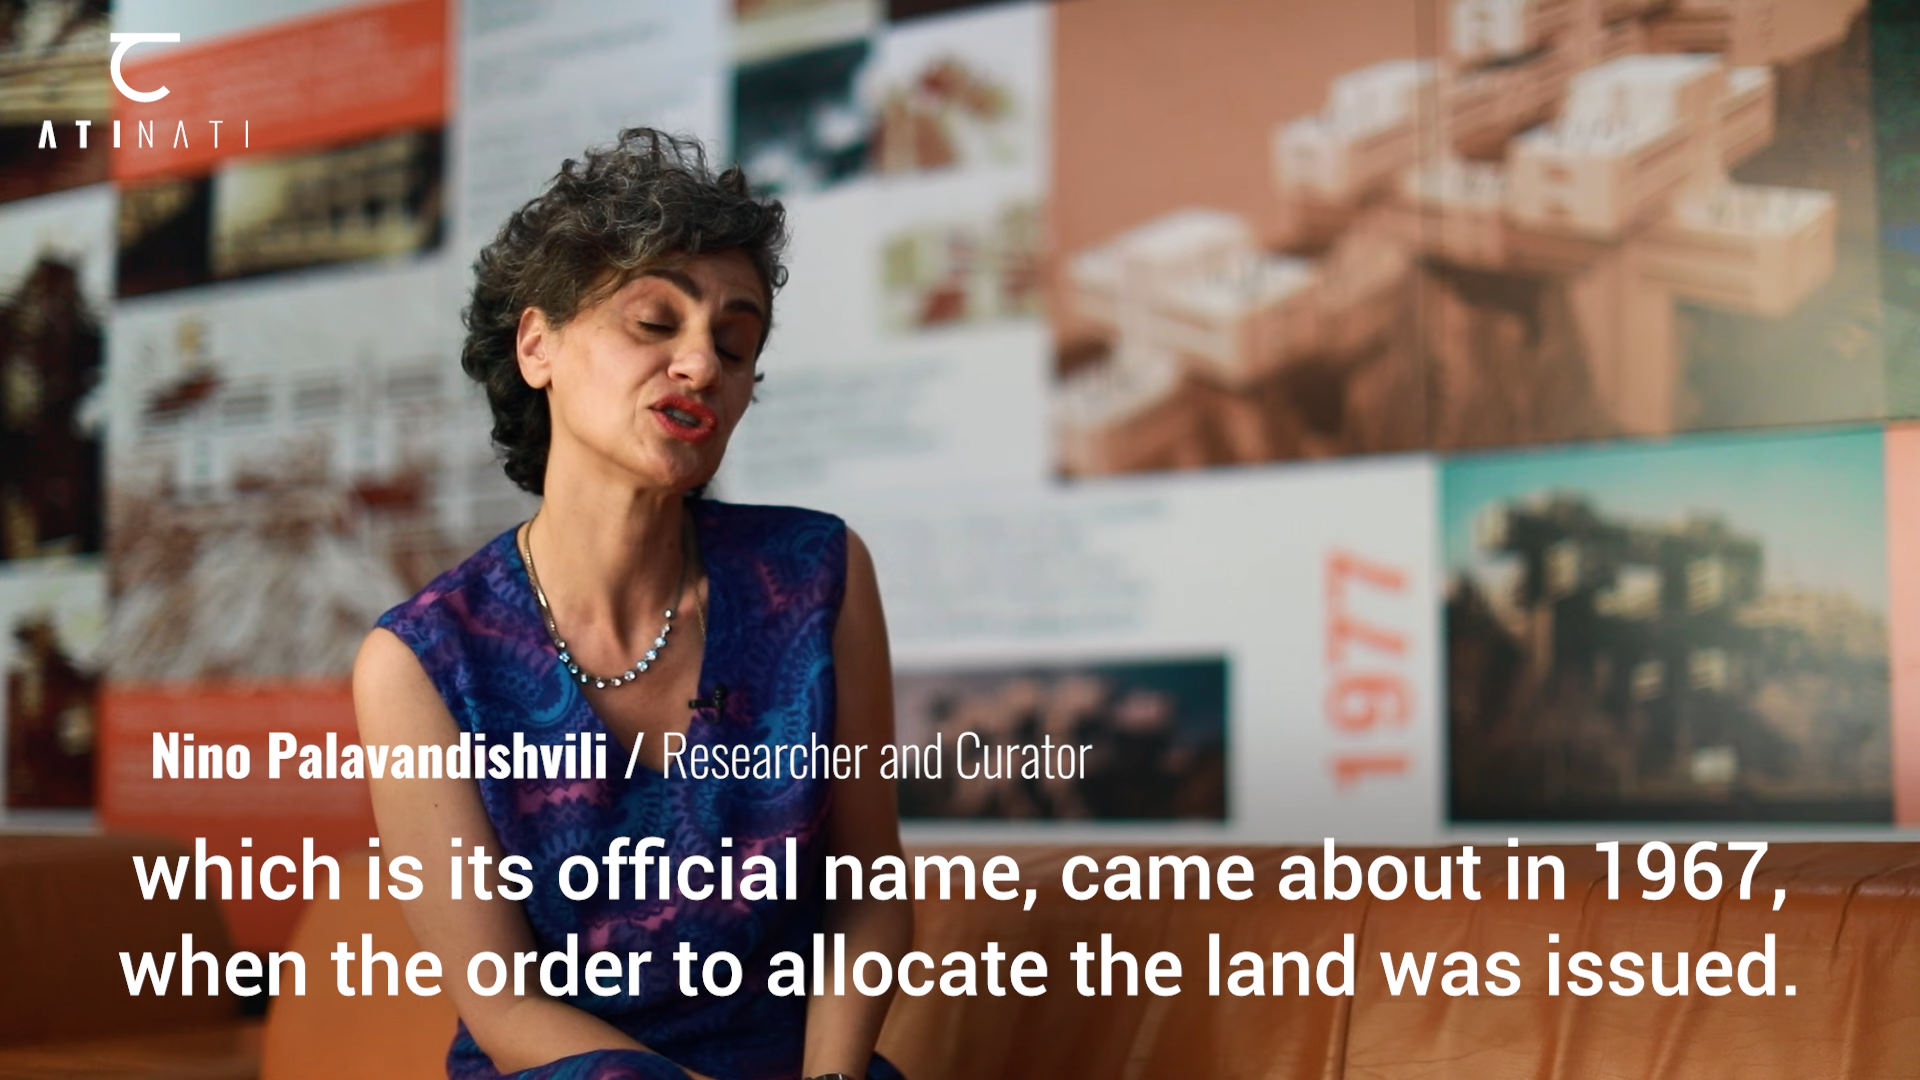 ATINATI
1977
Nino Palavandishvili / Researcher and Curator
which is its official name, came about in 1967,
when the order to allocate the land was issued.